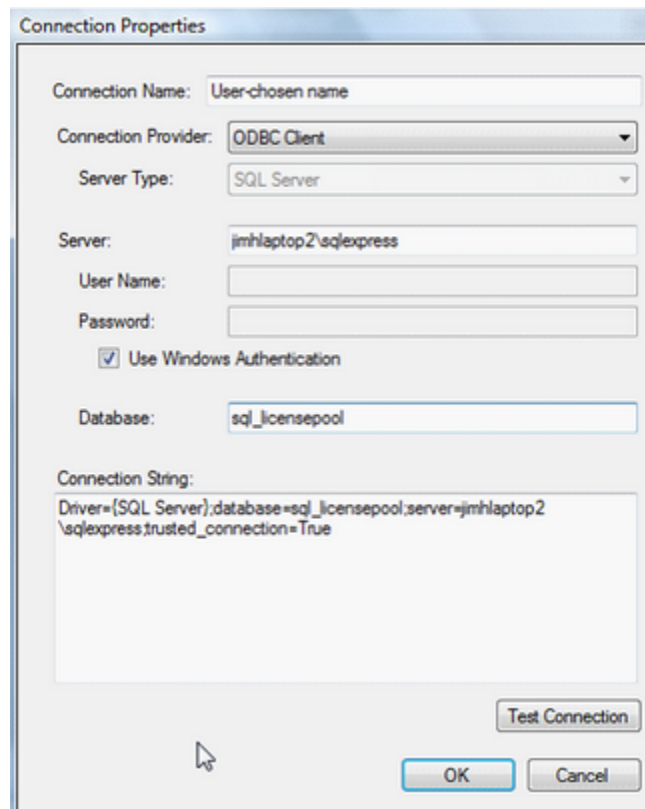 Connection Properties
Connection Name: User-chosen name
Connection Provider: ODBC Client
Server Type: SQL Server
Server: jimhlaptop2\sqlexpress
User Name:
Password:
Use Windows Authentication
Database: sql_licensepool
Connection String:
Driver={SQL Server};database=sql_licensepool;server=jimhlaptop2
\sqlexpress;trusted_connection=True
Test Connection
OK Cancel